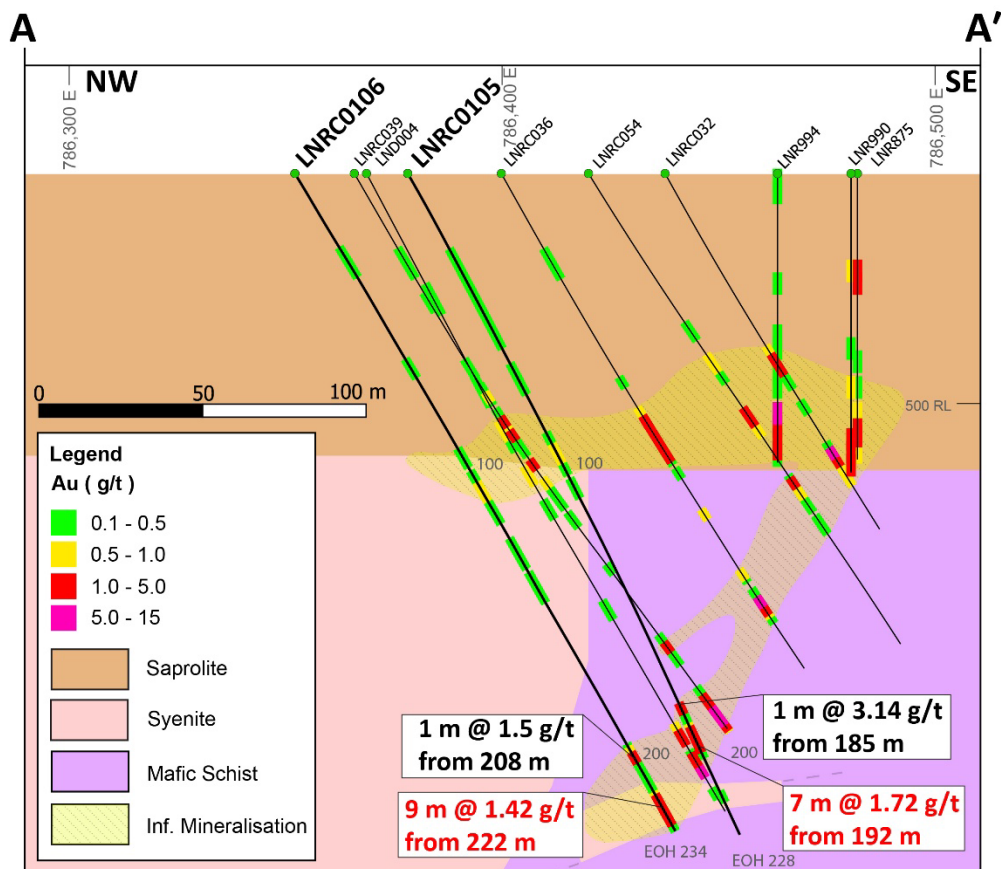 A
A′
NW
SE
786,300 E
786,400 E
786,500 E
LNRC0106
LNRC039
LND004
LNRC0105
LNRC036
LNRC054
LNRC032
LNR994
LNR990
LNR875
0
50
100 m
500 RL
100
100
Legend
Au ( g/t )
0.1 - 0.5
0.5 - 1.0
1.0 - 5.0
5.0 - 15
Saprolite
Syenite
Mafic Schist
Inf. Mineralisation
1 m @ 1.5 g/t
from 208 m
200
1 m @ 3.14 g/t
from 185 m
200
9 m @ 1.42 g/t
from 222 m
7 m @ 1.72 g/t
from 192 m
EOH 234
EOH 228